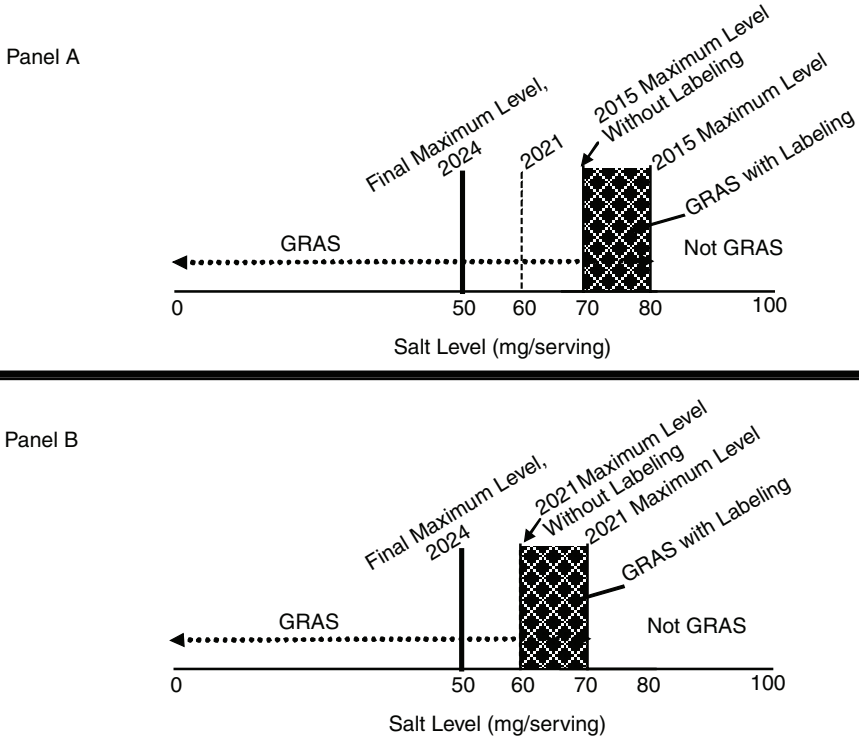 Panel A
Final Maximum Level,
2024
2021
2015 Maximum Level
Without Labeling
2015 Maximum Level
GRAS with Labeling
GRAS
Not GRAS
0
50
60
70
80
100
Salt Level (mg/serving)
Panel B
Final Maximum Level,
2024
2021 Maximum Level
Without Labeling
2021 Maximum Level
GRAS with Labeling
GRAS
Not GRAS
0
50
60
70
80
100
Salt Level (mg/serving)